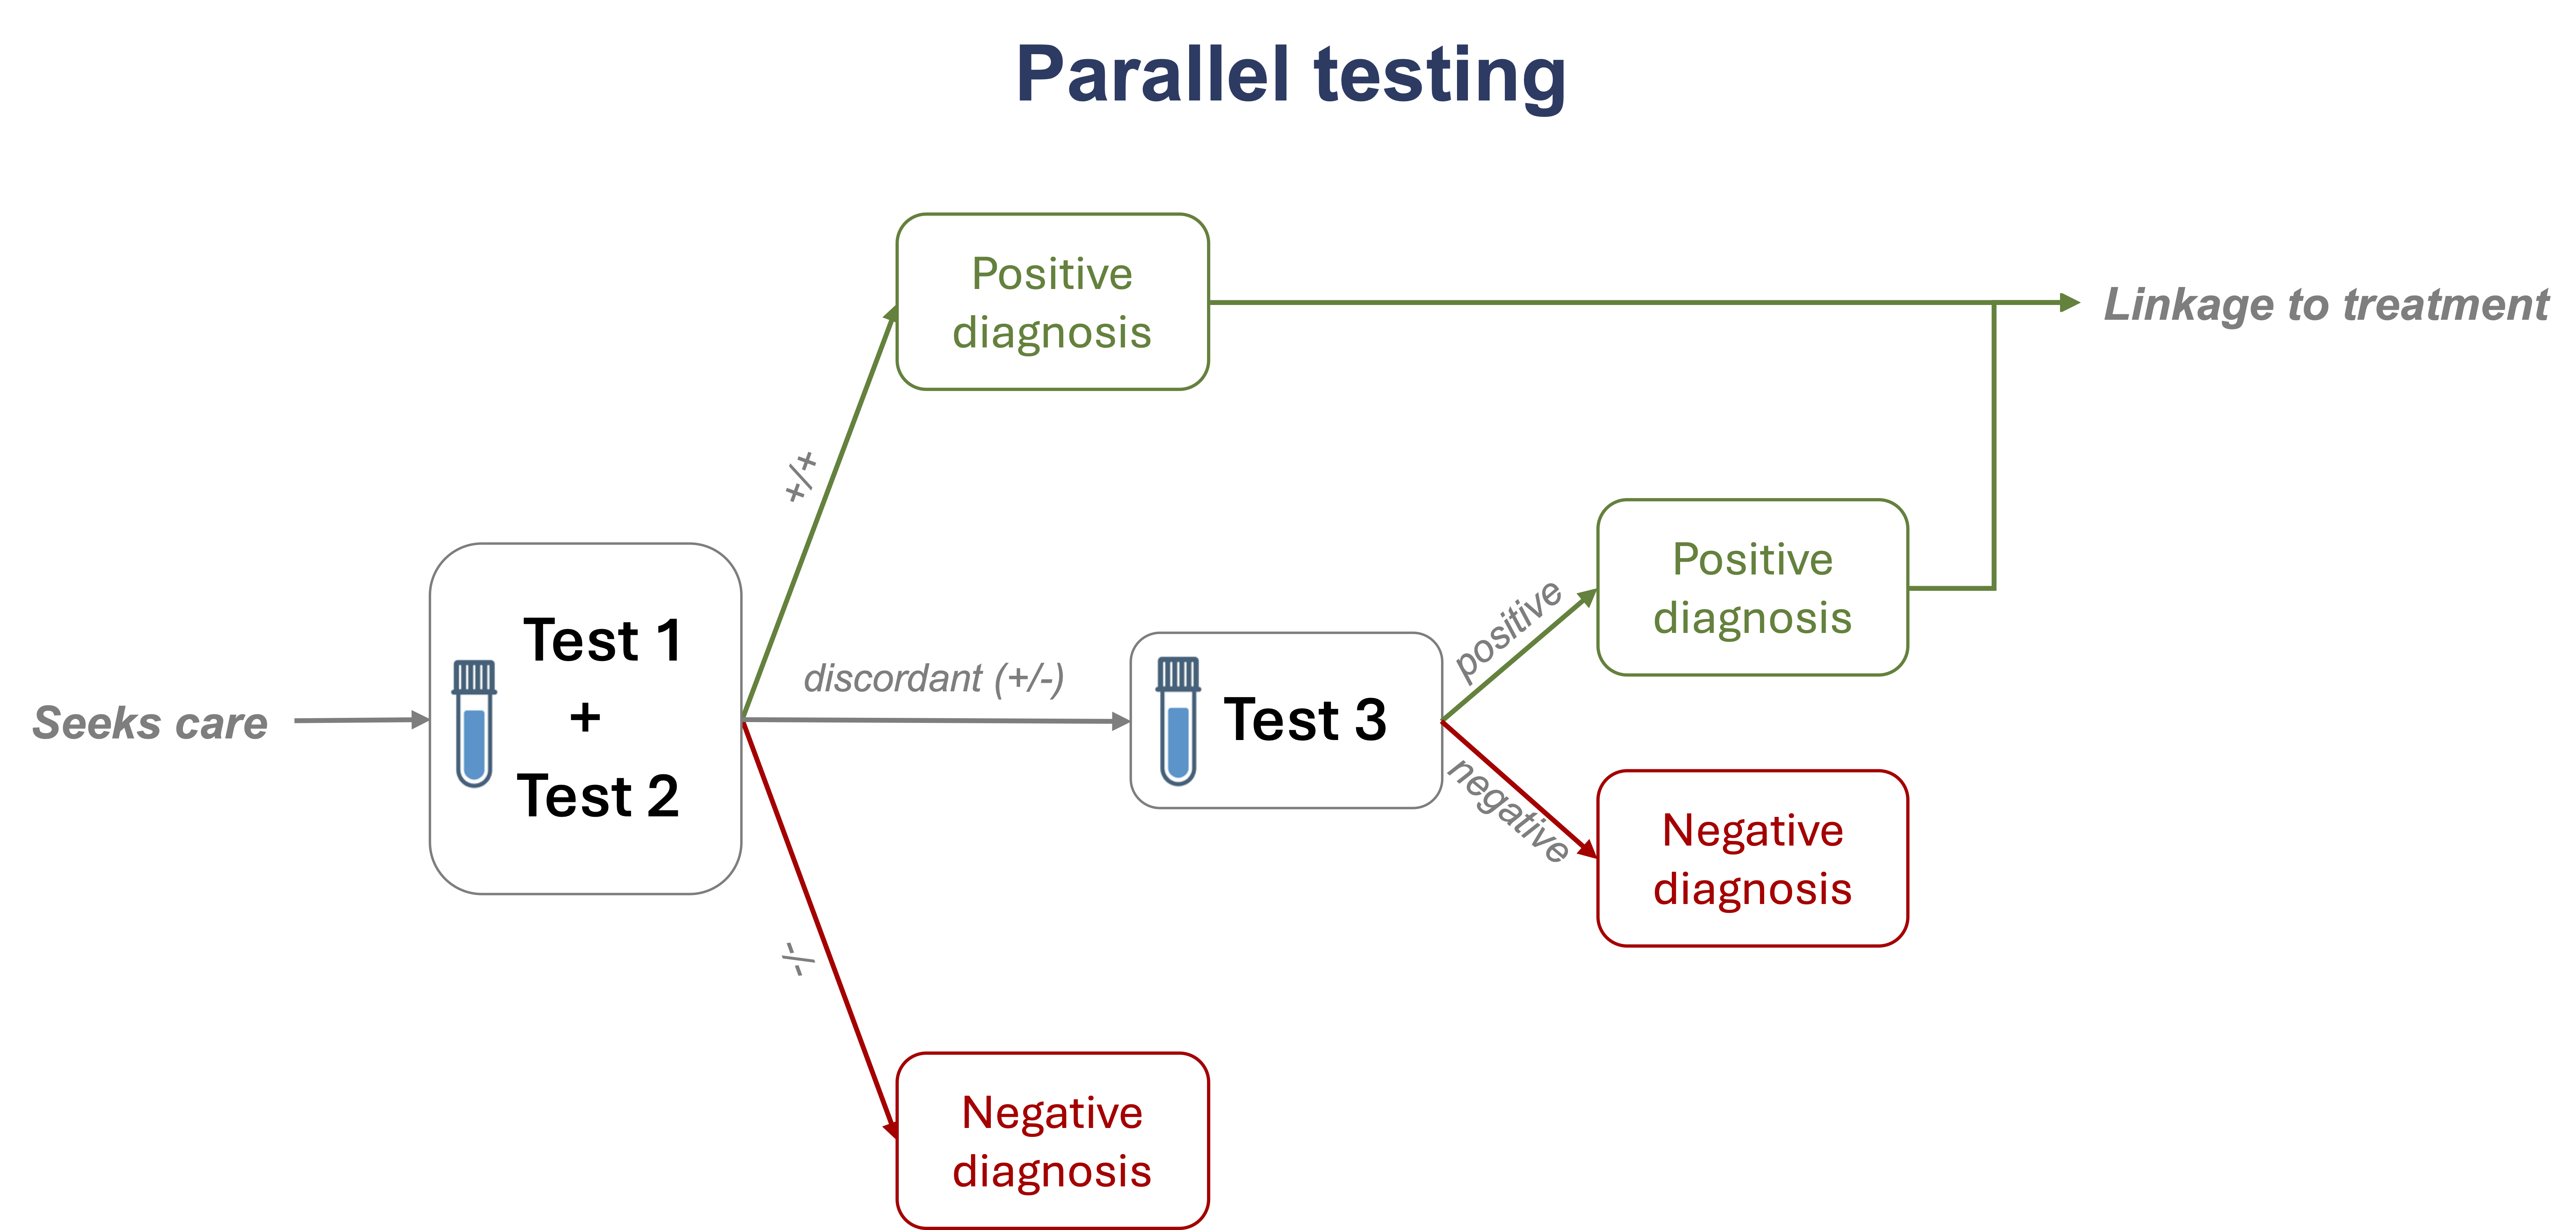 Parallel testing
Positive
diagnosis
Linkage to treatment
+/+
Positive
diagnosis
positive
Test 1
+
Test 2
discordant (+/-)
Test 3
Seeks care
negative
Negative
diagnosis
-/-
Negative
diagnosis